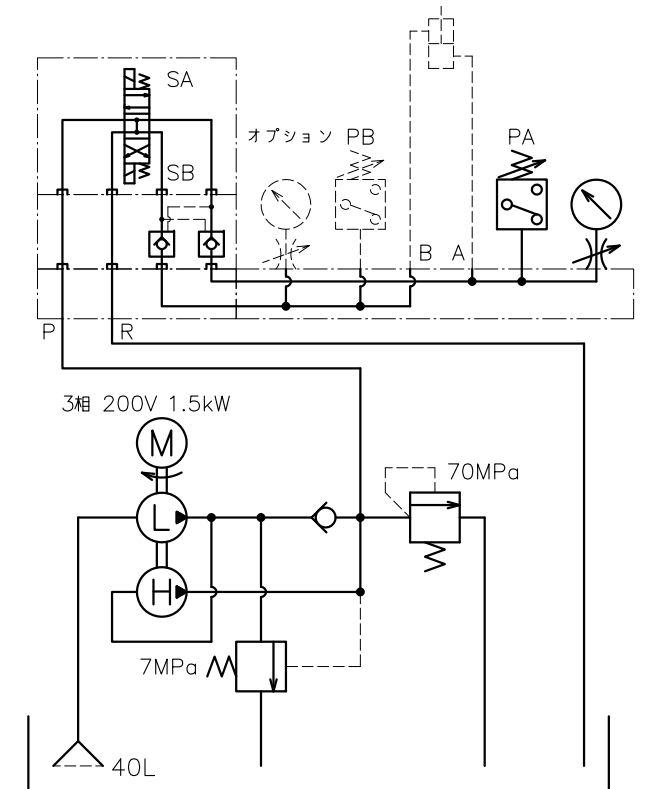 SA
オプション PB
PA
SB
B A
P R
3相 200V 1.5kW
M
70MPa
L
H
7MPa
40L